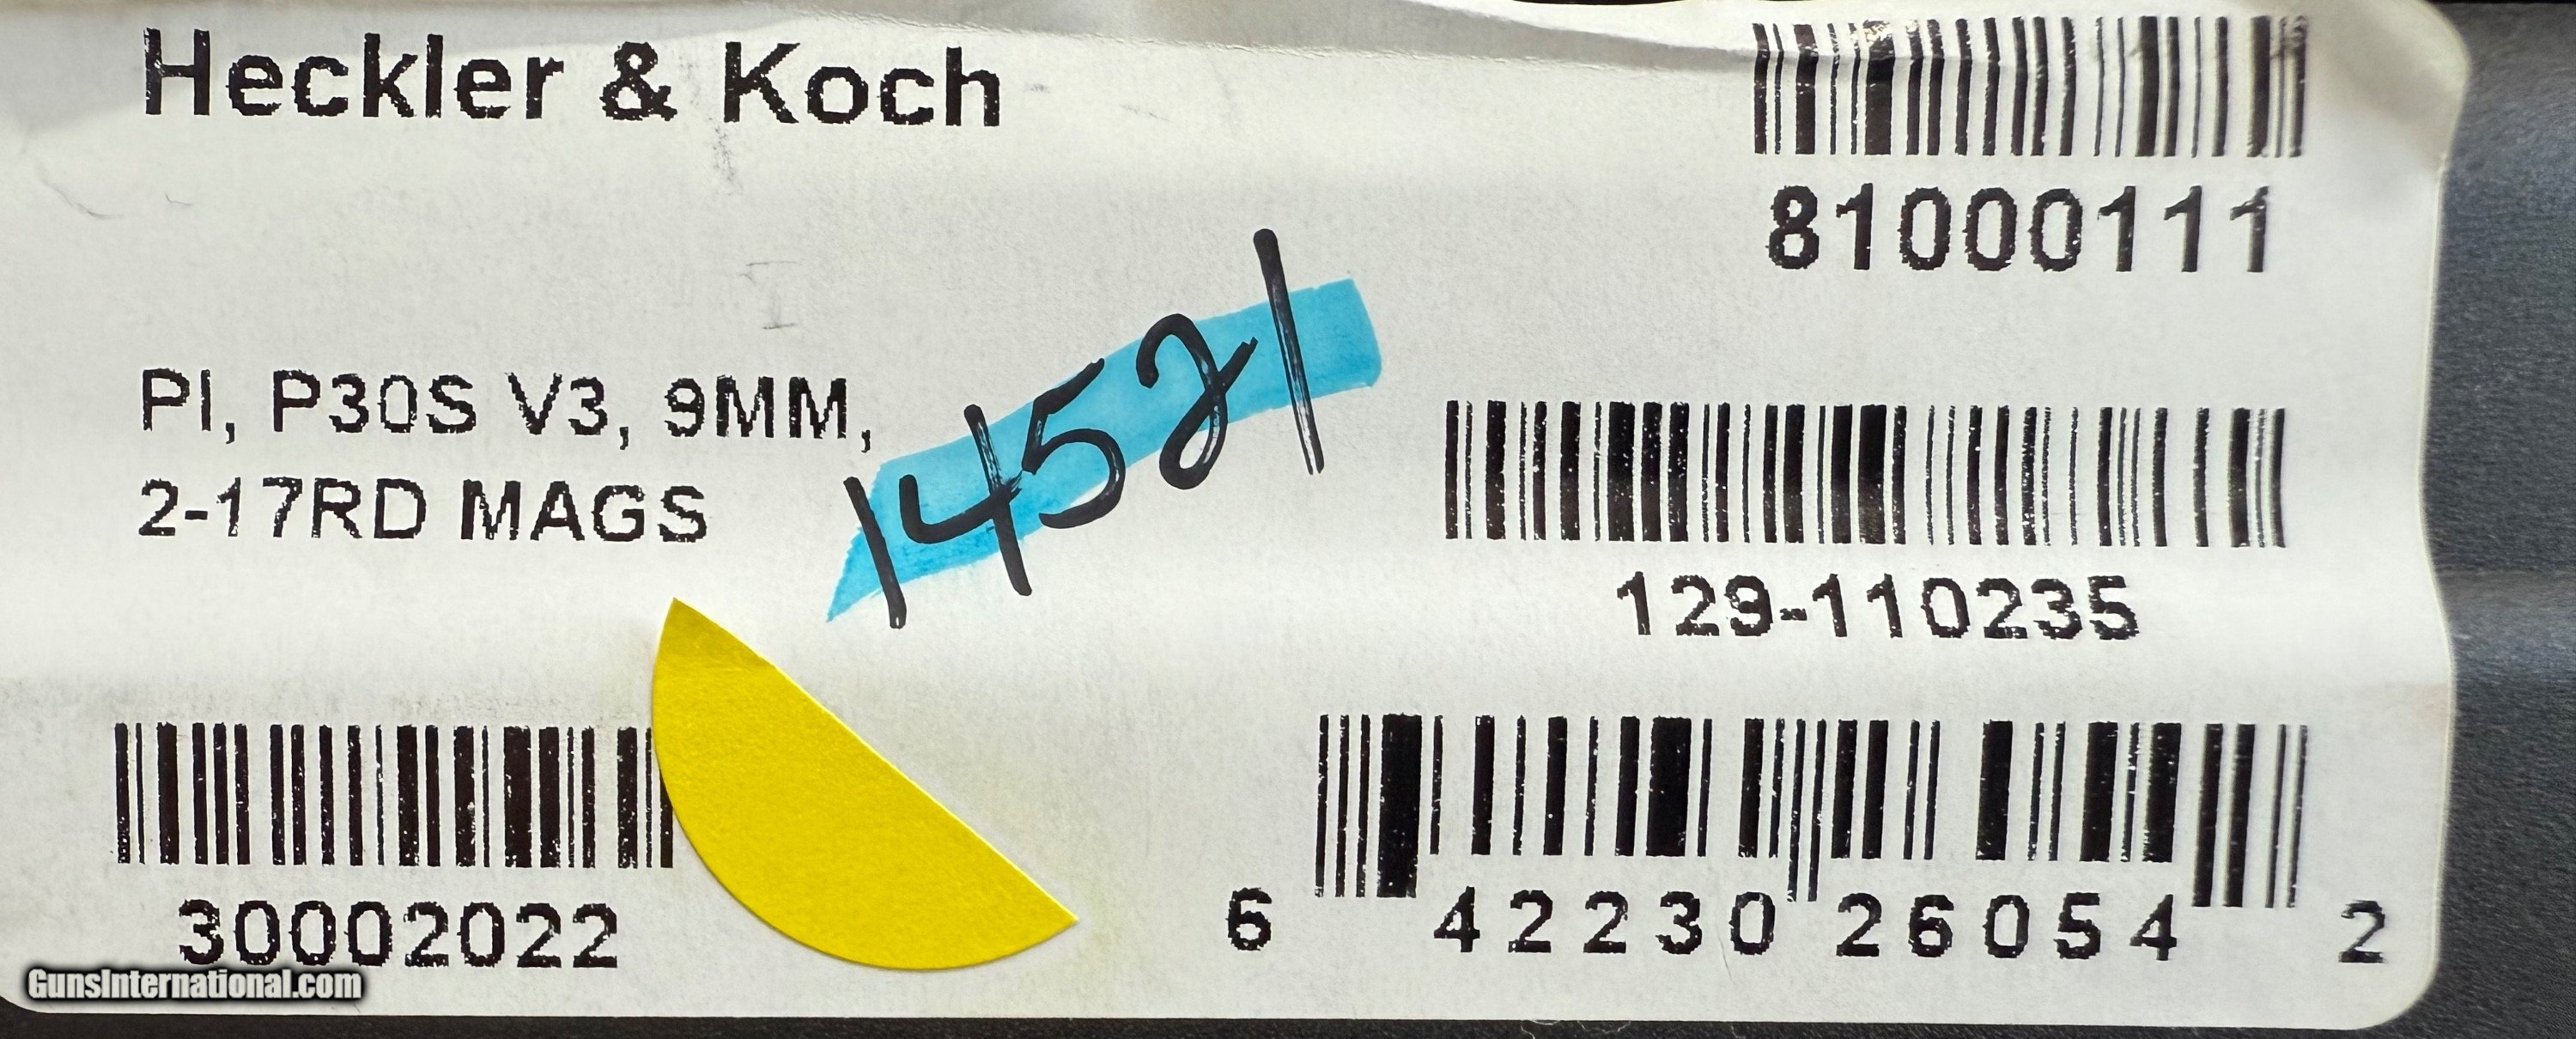 Heckler & Koch
81000111
PI, P30S V3, 9MM,
2-17RD MAGS
14521
129-110235
30002022
6 42230 26054 2
GunsInternational.com